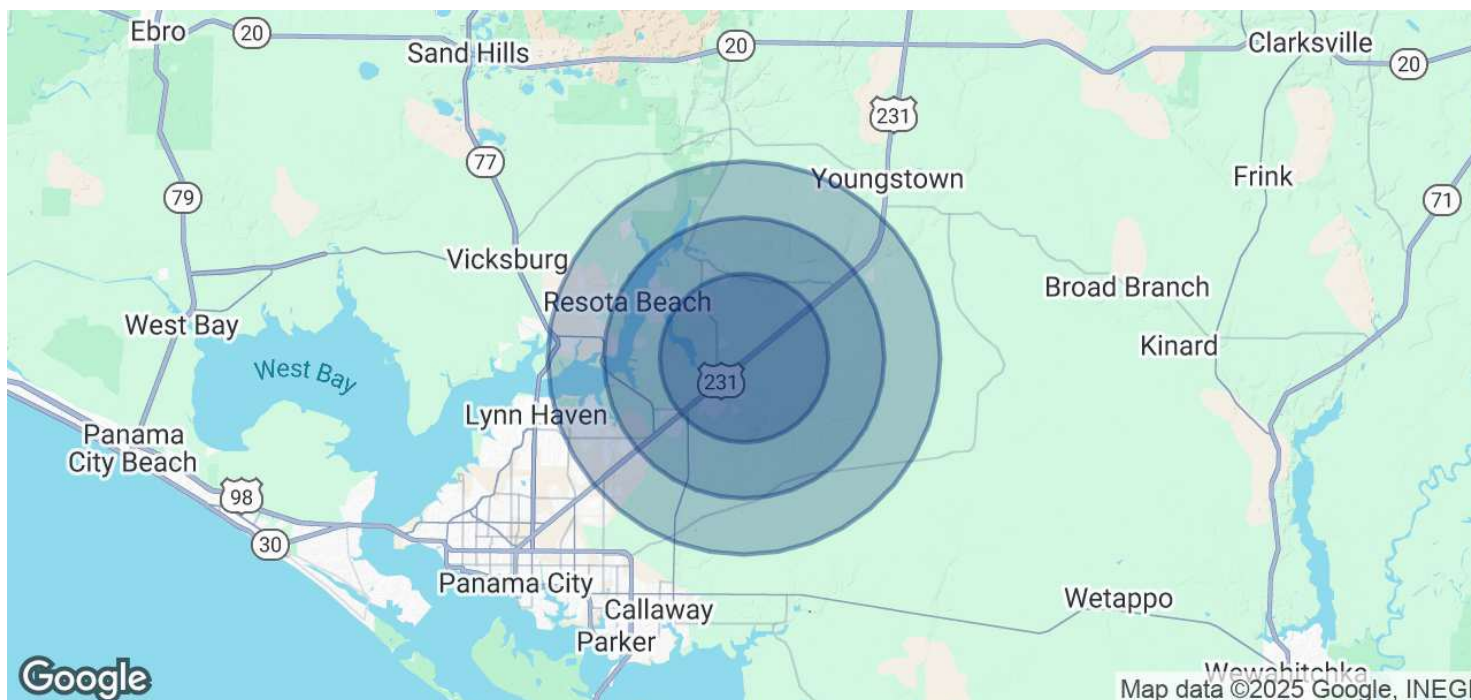 Ebro
20
Sand Hills
20
Clarksville
20
231
77
Youngstown
Frink
79
71
Vicksburg
Resota Beach
Broad Branch
West Bay
Kinard
West Bay
231
Lynn Haven
Panama
City Beach
98
30
Panama City
Callaway
Wetappo
Parker
Wewahitchka
Google
Map data ©2025 Google, INEGI